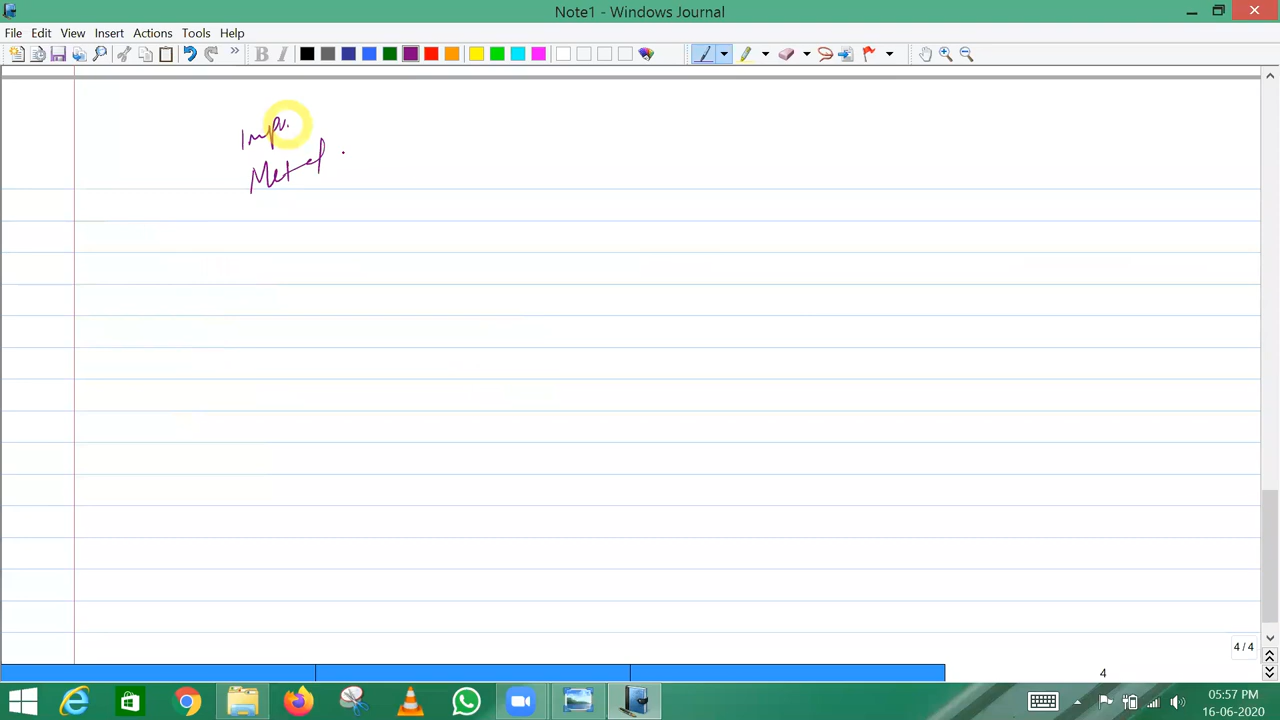 Note1 - Windows Journal
File Edit View Insert Actions Tools Help
B I
Metal
4 / 4
4
05:57 PM
16-06-2020